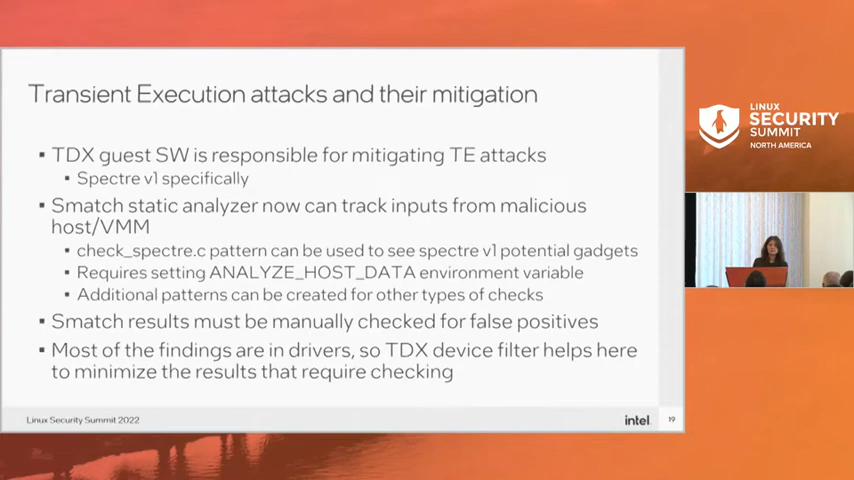 Transient Execution attacks and their mitigation
▪ TDX guest SW is responsible for mitigating TE attacks
▪ Spectre v1 specifically
▪ Smatch static analyzer now can track inputs from malicious
host/VMM
▪ check_spectre.c pattern can be used to see spectre v1 potential gadgets
▪ Requires setting ANALYZE_HOST_DATA environment variable
▪ Additional patterns can be created for other types of checks
▪ Smatch results must be manually checked for false positives
▪ Most of the findings are in drivers, so TDX device filter helps here
to minimize the results that require checking
Linux Security Summit 2022
intel.
19
LINUX
SECURITY
SUMMIT
NORTH AMERICA